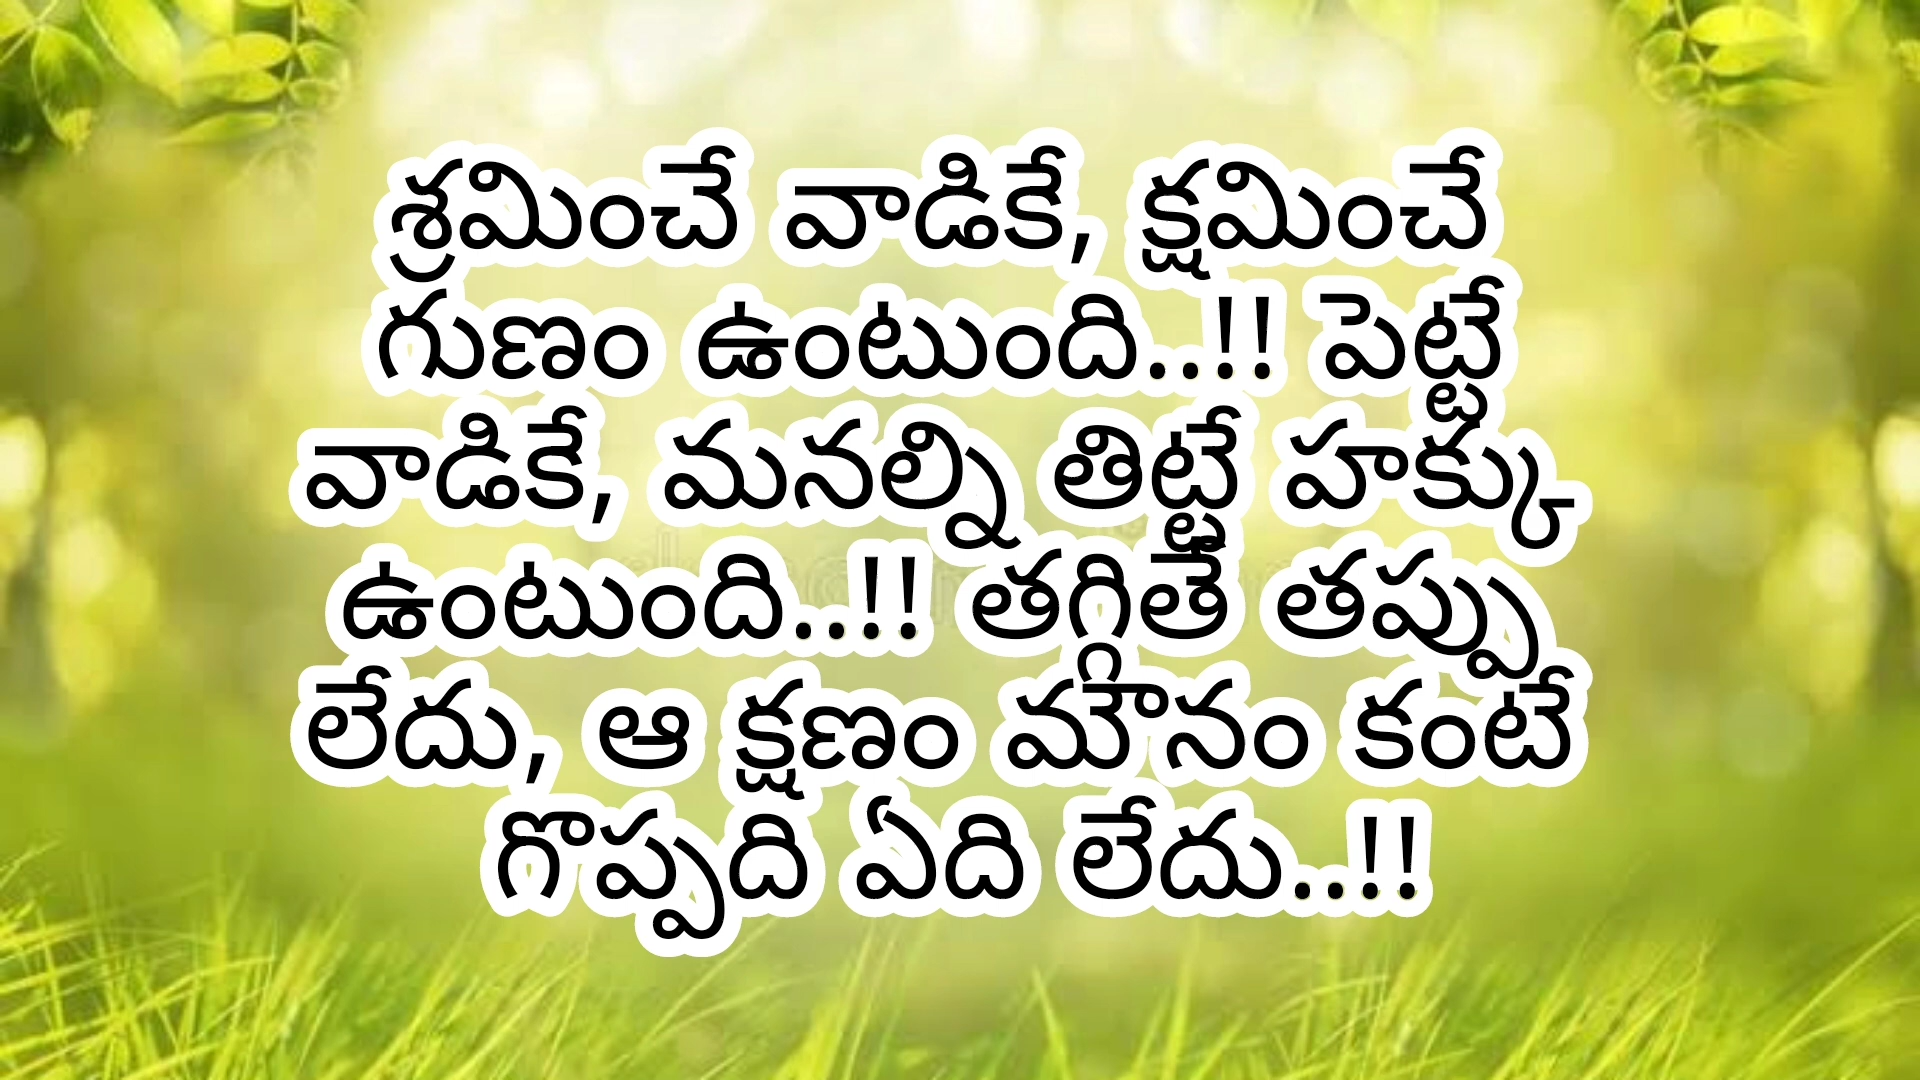 శ్రమించే వాడికే, క్షమించే
గుణం ఉంటుంది..!! పెట్టే
వాడికే, మనల్ని తిట్టే హక్కు
ఉంటుంది..!! తగ్గితే తప్పు
లేదు, ఆ క్షణం మౌనం కంటే
గొప్పది ఏది లేదు..!!